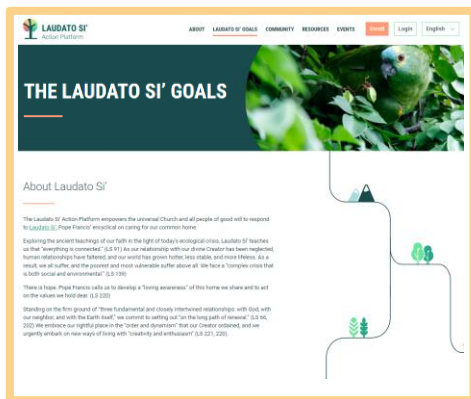 LAUDATO SI'
Action Platform
ABOUT LAUDATO SI' GOALS COMMUNITY RESOURCES EVENTS Enroll Login English
THE LAUDATO SI' GOALS
About Laudato Si'
The Laudato Si' Action Platform empowers the universal Church and all people of good will to respond
to Laudato Si', Pope Francis' encyclical on caring for our common home.
Exploring the ancient teachings of our faith in the light of today's ecological crisis, Laudato Si' teaches
us that "everything is connected." (LS 91) As our relationship with our divine Creator has been neglected,
human relationships have faltered, and our world has grown hotter, less stable, and more lifeless. As a
result, we all suffer, and the poorest and most vulnerable suffer above all. We face a "complex crisis that
is both social and environmental." (LS 139)
There is hope. Pope Francis calls us to develop a "loving awareness" of this home we share and to act
on the values we hold dear. (LS 220)
Standing on the firm ground of "three fundamental and closely intertwined relationships: with God, with
our neighbor, and with the Earth itself," we commit to setting out "on the long path of renewal." (LS 66,
202) We embrace our rightful place in the "order and dynamism" that our Creator ordained, and we
urgently embark on new ways of living with "creativity and enthusiasm" (LS 221, 220).